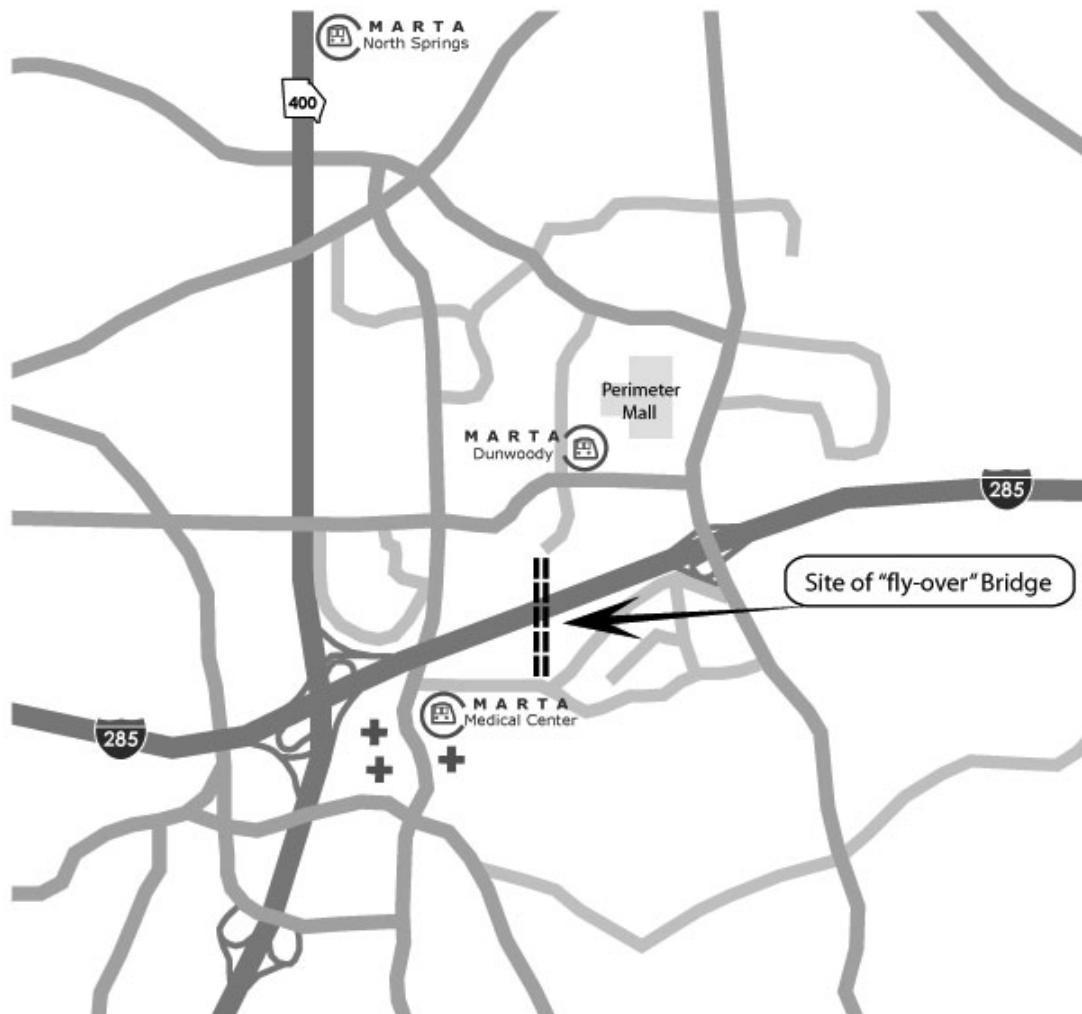 MARTA
North Springs
400
Perimeter
Mall
MARTA
Dunwoody
285
Site of "fly-over" Bridge
MARTA
Medical Center
285